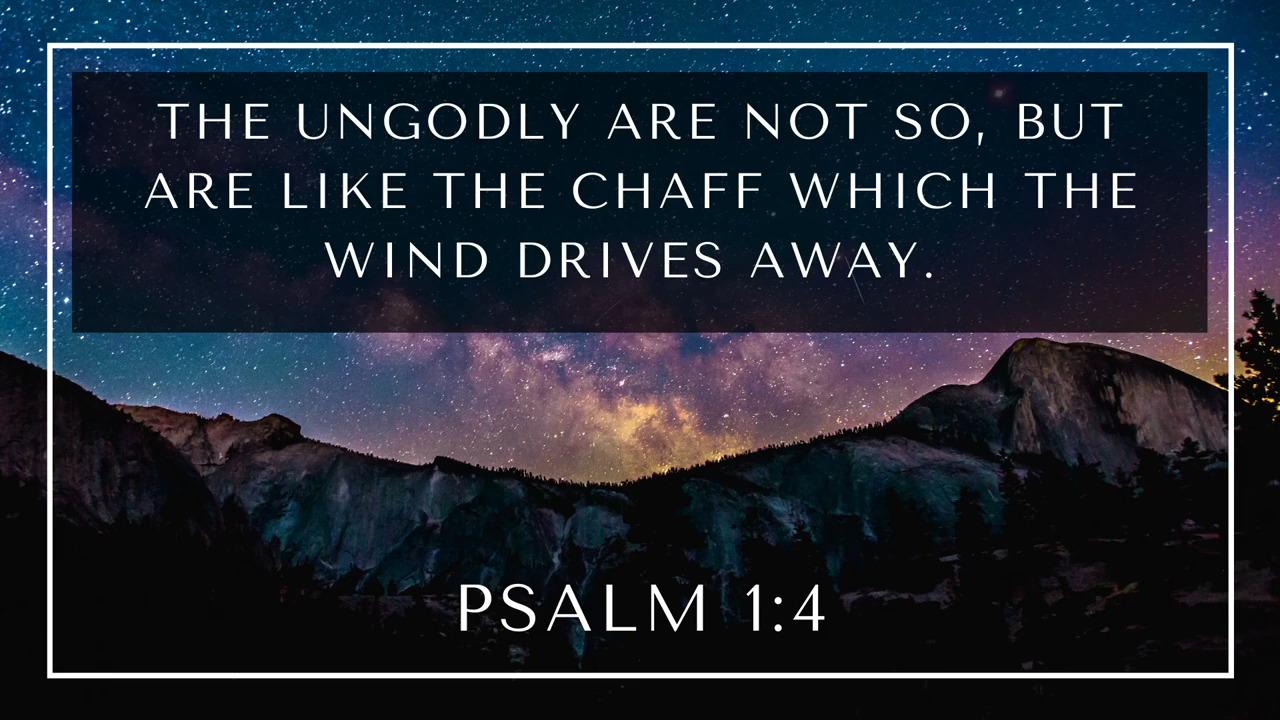 THE UNGODLY ARE NOT SO, BUT
ARE LIKE THE CHAFF WHICH THE
WIND DRIVES AWAY.
PSALM 1:4